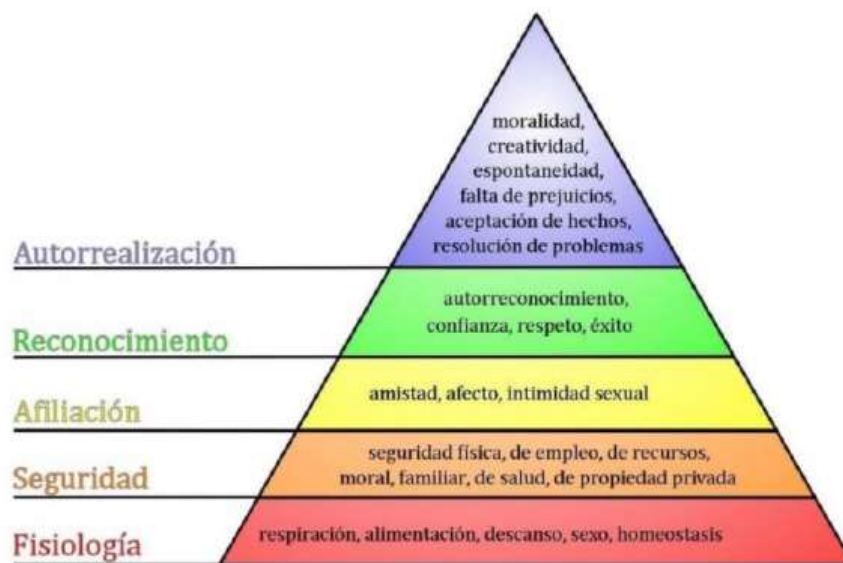 moralidad,
creatividad,
espontaneidad,
falta de prejuicios,
aceptación de hechos,
resolución de problemas
Autorrealización
autorreconocimiento,
confianza, respeto, éxito
Reconocimiento
amistad, afecto, intimidad sexual
Afiliación
seguridad física, de empleo, de recursos,
moral, familiar, de salud, de propiedad privada
Seguridad
respiración, alimentación, descanso, sexo, homeostasis
Fisiología